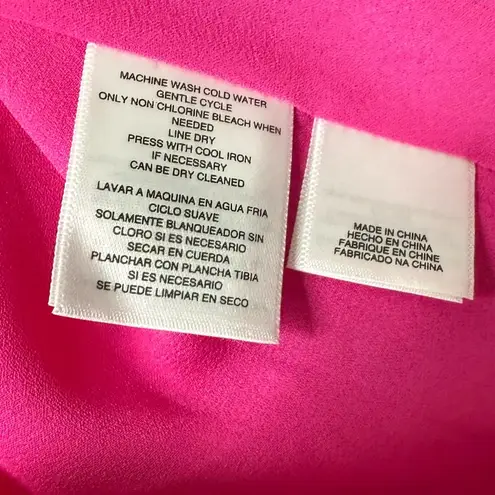 MACHINE WASH COLD WATER
GENTLE CYCLE
ONLY NON CHLORINE BLEACH WHEN
NEEDED
LINE DRY
PRESS WITH COOL IRON
IF NECESSARY
CAN BE DRY CLEANED
LAVAR A MAQUINA EN AGUA FRIA
CICLO SUAVE
SOLAMENTE BLANQUEADOR SIN
CLORO SI ES NECESARIO
SECAR EN CUERDA
PLANCHAR CON PLANCHA TIBIA
SI ES NECESARIO
SE PUEDE LIMPIAR EN SECO
MADE IN CHINA
HECHO EN CHINA
FABRIQUE EN CHINE
FABRICADO NA CHINA